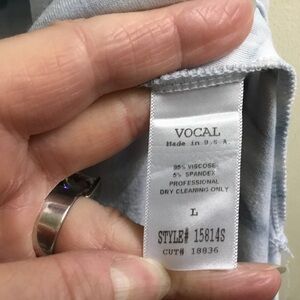 VOCAL
Made in U.S.A
95% VISCOSE
5% SPANDEX
PROFESSIONAL
DRY CLEANING ONLY
L
STYLE# 15814S
CUT# 18836